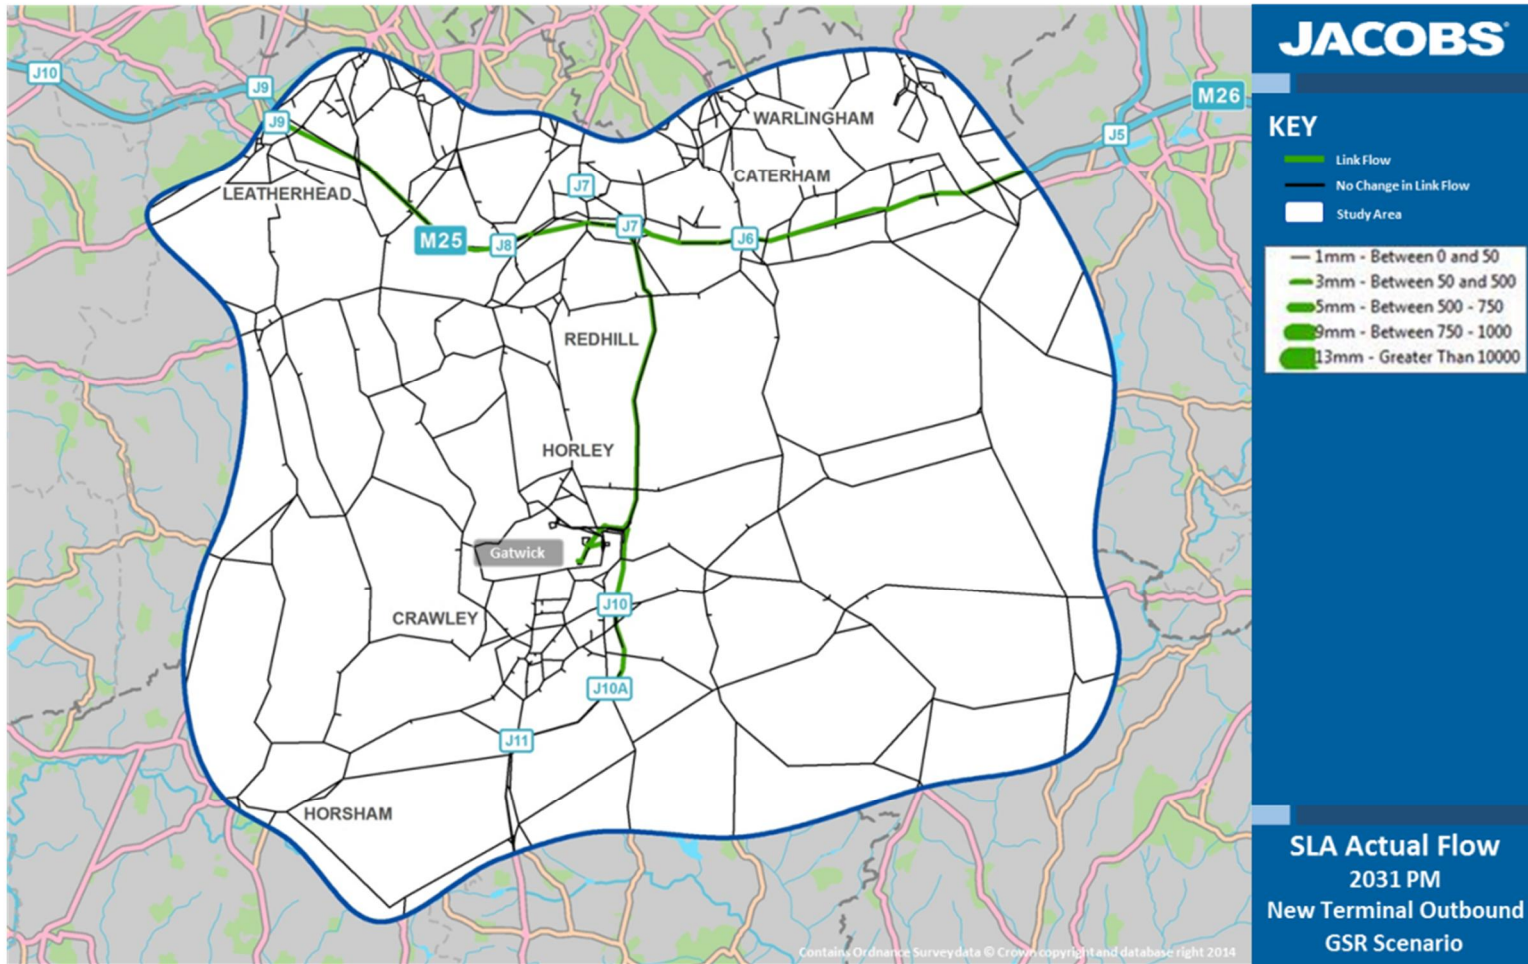 JACOBS
J10
J9
J9
M26
J5
WARLINGHAM
CATERHAM
LEATHERHEAD
J7
M25
J8
J7
J6
REDHILL
HORLEY
Gatwick
CRAWLEY
J10
J10A
J11
HORSHAM
Contains Ordnance Survey data © Crown copyright and database right 2014
KEY
Link Flow
No Change in Link Flow
Study Area
1mm - Between 0 and 50
3mm - Between 50 and 500
5mm - Between 500 - 750
9mm - Between 750 - 1000
13mm - Greater Than 10000
SLA Actual Flow
2031 PM
New Terminal Outbound
GSR Scenario